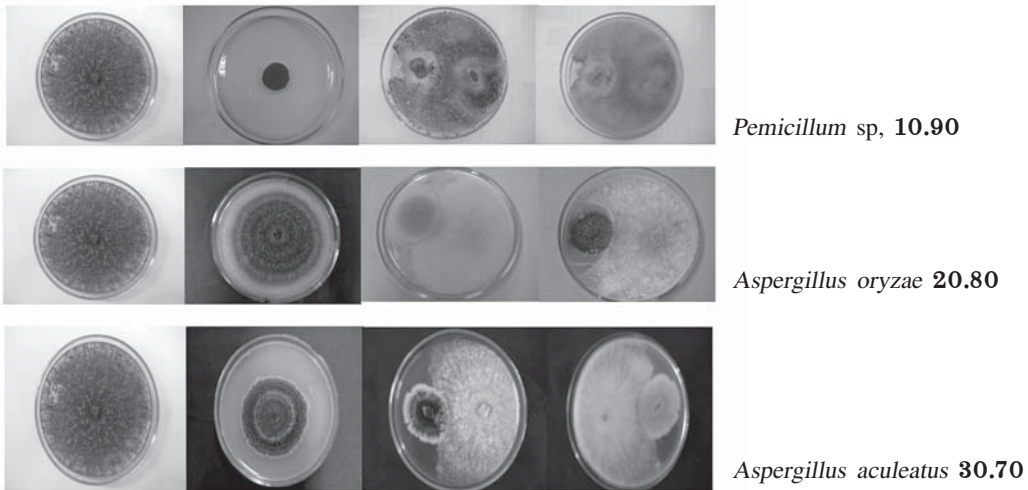 Pemicillum sp, 10.90
Aspergillus oryzae 20.80
Aspergillus aculeatus 30.70